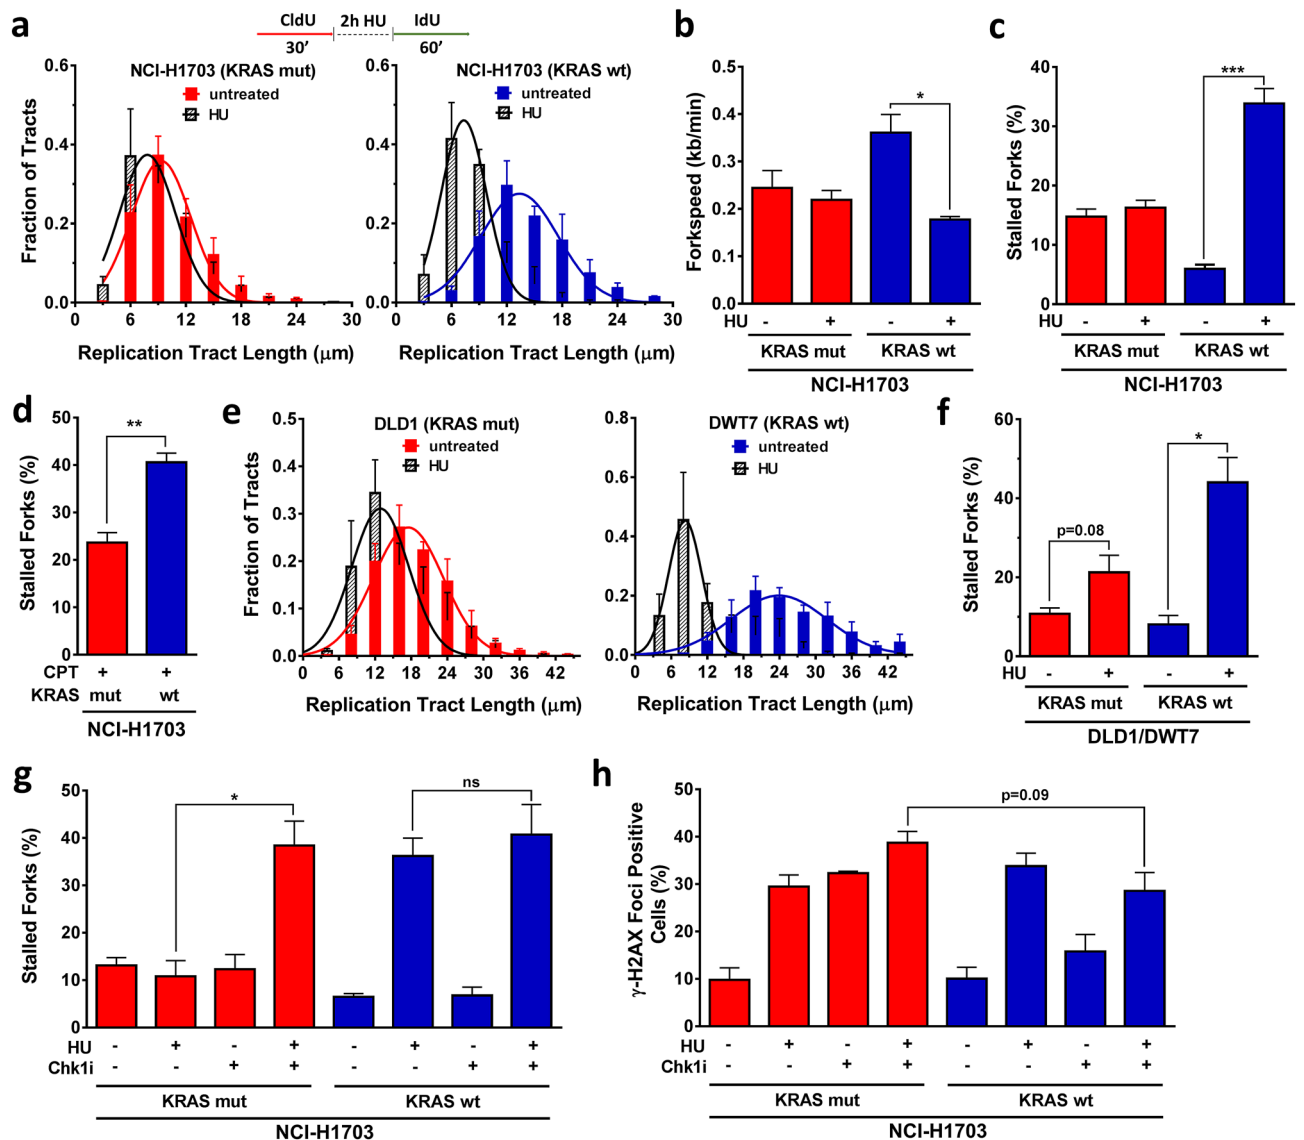 a
CldU
2h HU
IdU
30’
60’
NCI-H1703 (KRAS mut)
untreated
HU
Fraction of Tracts
0.6
0.4
0.2
0.0
0
6
12
18
24
30
Replication Tract Length (μm)
NCI-H1703 (KRAS wt)
untreated
HU
0.6
0.4
0.2
0.0
0
6
12
18
24
30
Replication Tract Length (μm)
b
Forkspeed (kb/min)
0.5
0.4
0.3
0.2
0.1
0.0
*
HU - + - +
KRAS mut KRAS wt
NCI-H1703
c
Stalled Forks (%)
40
30
20
10
0
***
HU - + - +
KRAS mut KRAS wt
NCI-H1703
d
Stalled Forks (%)
50
40
30
20
10
0
**
CPT + +
KRAS mut wt
NCI-H1703
e
DLD1 (KRAS mut)
untreated
HU
Fraction of Tracts
0.5
0.4
0.3
0.2
0.1
0.0
0 6 12 18 24 30 36 42
Replication Tract Length (μm)
DWT7 (KRAS wt)
untreated
HU
0.8
0.6
0.4
0.2
0.0
0 6 12 18 24 30 36 42
Replication Tract Length (μm)
f
Stalled Forks (%)
60
40
20
0
p=0.08
*
HU - + - +
KRAS mut KRAS wt
DLD1/DWT7
g
Stalled Forks (%)
50
40
30
20
10
0
*
ns
HU - + - + - + - +
Chk1i - - + + - - + +
KRAS mut KRAS wt
NCI-H1703
h
γ-H2AX Foci Positive
Cells (%)
50
40
30
20
10
0
p=0.09
HU - + - + - + - +
Chk1i - - + + - - + +
KRAS mut KRAS wt
NCI-H1703